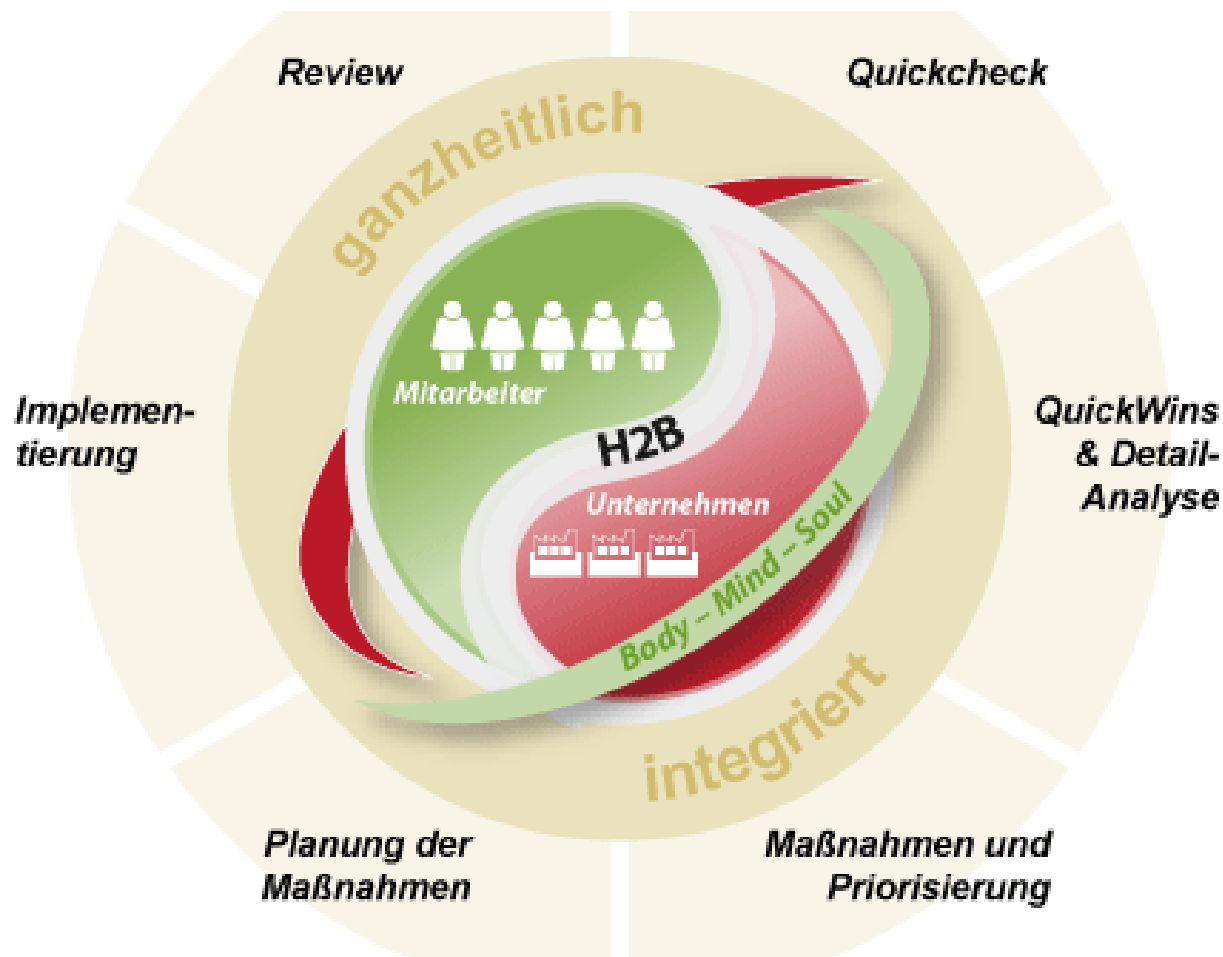 Review
Quickcheck
ganzheitlich
Mitarbeiter
Implemen-
tierung
H2B
QuickWins
& Detail-
Analyse
Unternehmen
Body – Mind – Soul
integriert
Planung der
Maßnahmen
Maßnahmen und
Priorisierung